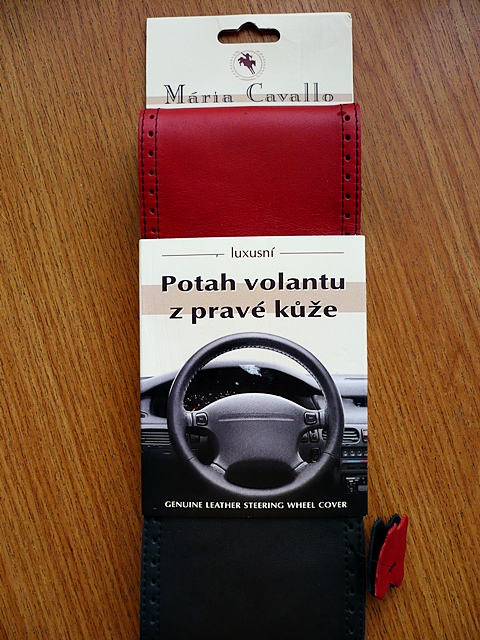 Mária Cavallo
luxusní
Potah volantu
z pravé kůže
GENUINE LEATHER STEERING WHEEL COVER